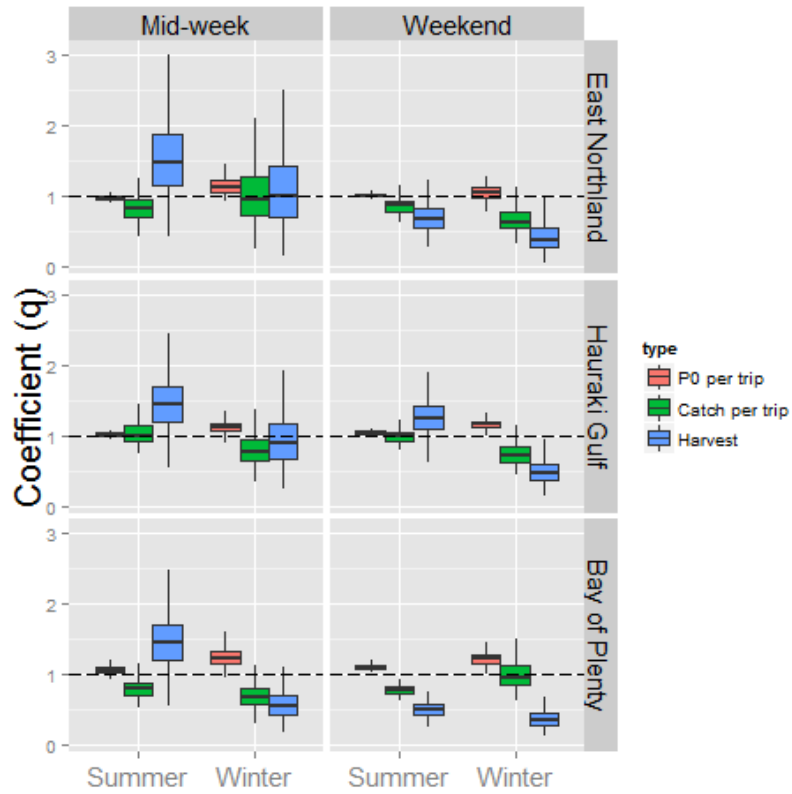 Mid-week Weekend
3
2
1
0
East Northland
3
2
1
0
Hauraki Gulf
3
2
1
0
Bay of Plenty
Coefficient (q)
Summer Winter Summer Winter
type
P0 per trip
Catch per trip
Harvest